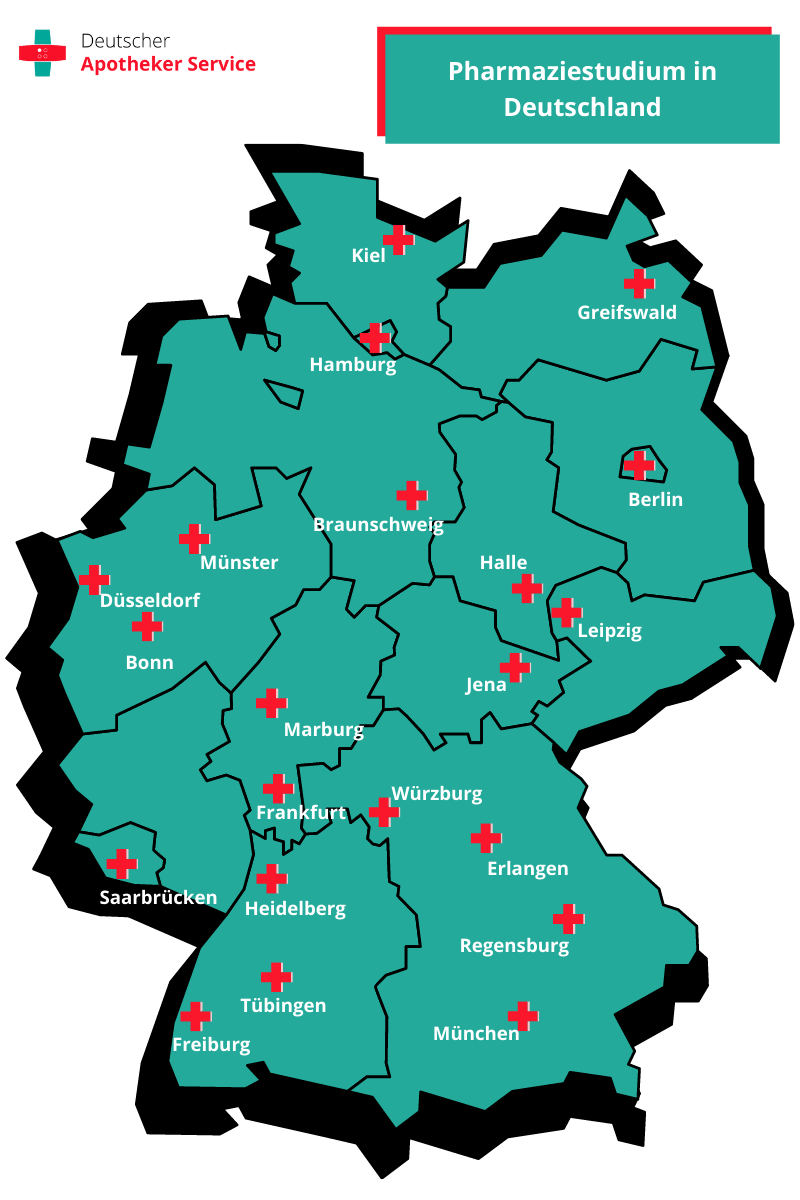 Deutscher
Apotheker Service
Pharmaziestudium in
Deutschland
Kiel
Greifswald
Hamburg
Berlin
Braunschweig
Münster
Halle
Düsseldorf
Leipzig
Bonn
Jena
Marburg
Würzburg
Frankfurt
Erlangen
Saarbrücken
Heidelberg
Regensburg
Tübingen
München
Freiburg